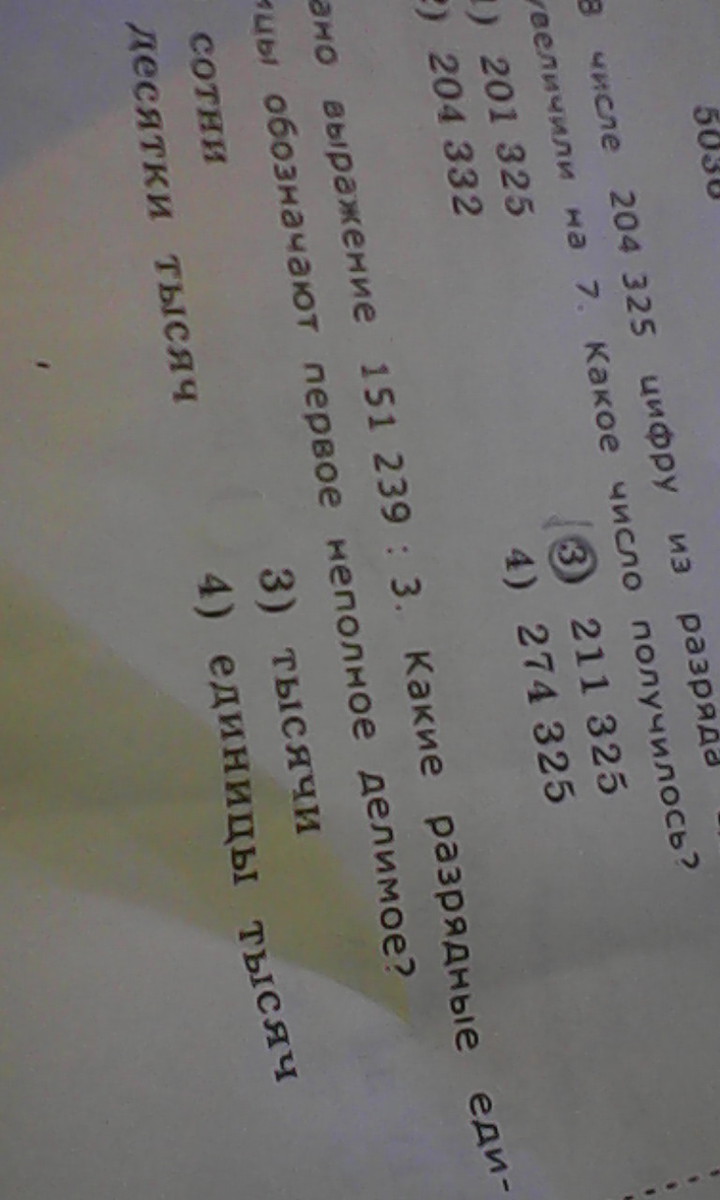 5030
В числе 204 325 цифру из разряда
увеличили на 7. Какое число получилось?
1) 201 325 3) 211 325
2) 204 332 4) 274 325
ано выражение 151 239 : 3. Какие разрядные еди-
ицы обозначают первое неполное делимое?
сотни 3) тысячи
десятки тысяч 4) единицы тысяч